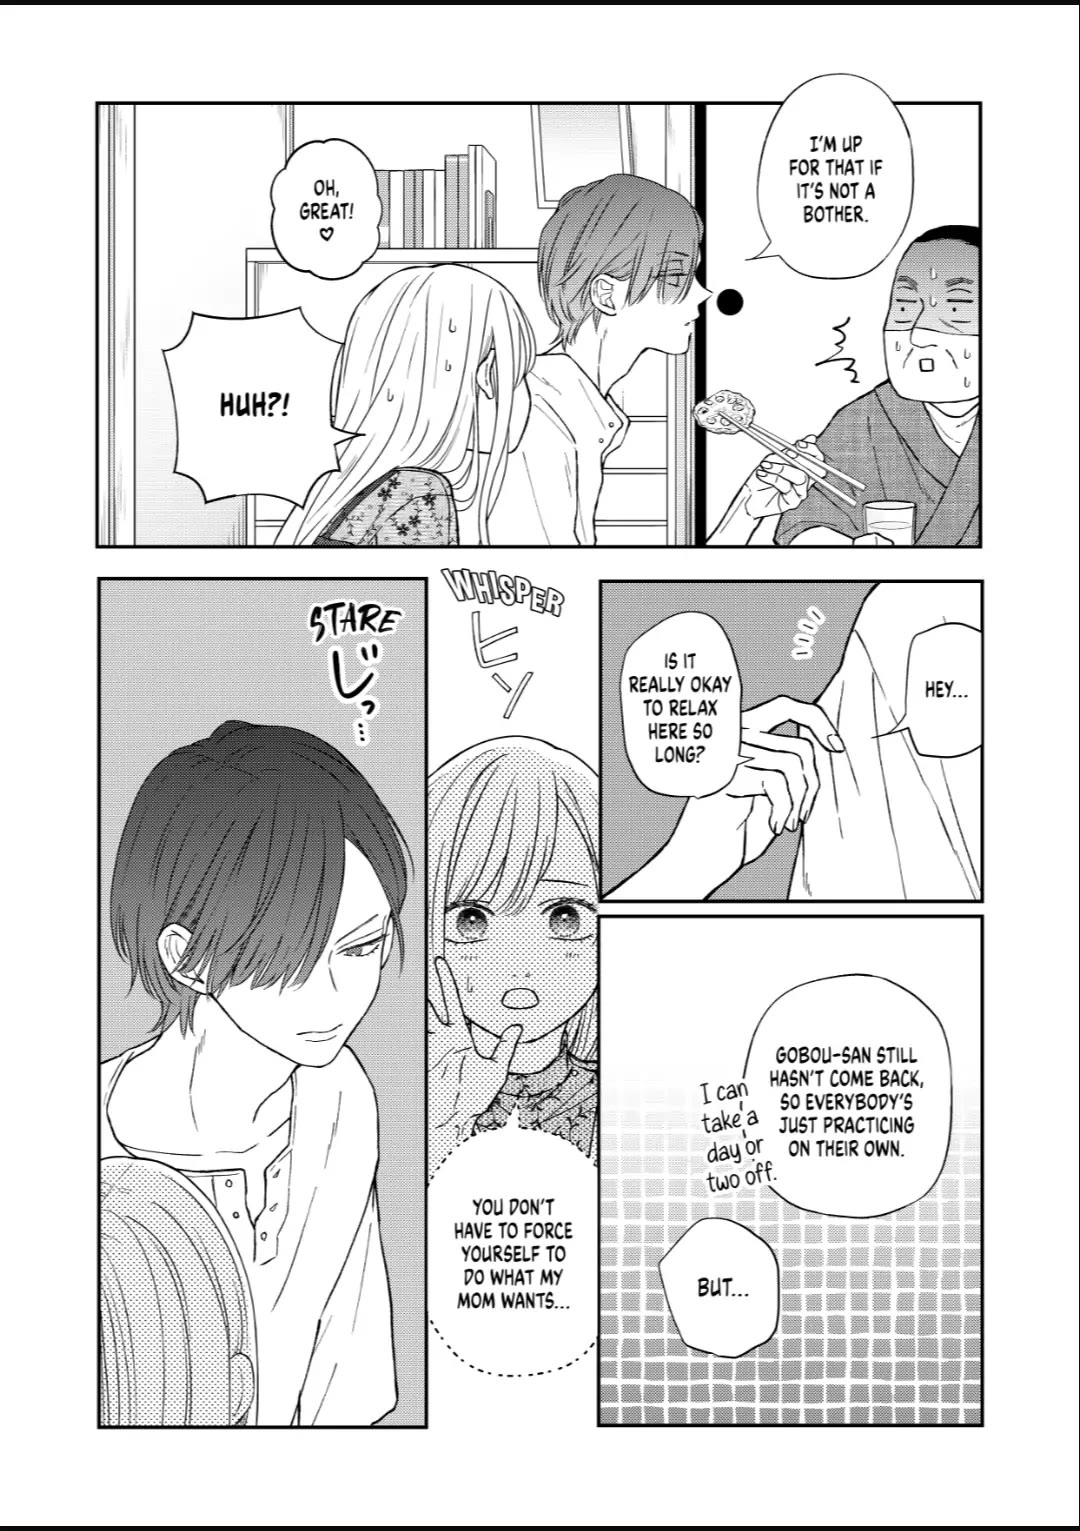 I'M UP
FOR THAT IF
IT'S NOT A
BOTHER.
OH,
GREAT!
♡
HUH?!
HEY...
IS IT
REALLY OKAY
TO RELAX
HERE SO
LONG?
GOBOU-SAN STILL
HASN'T COME BACK,
SO EVERYBODY'S
JUST PRACTICING
ON THEIR OWN.
I can
take a
day or
two off.
BUT...
WHISPER
ヒソ
YOU DON'T
HAVE TO FORCE
YOURSELF TO
DO WHAT MY
MOM WANTS...
STARE
じっ…